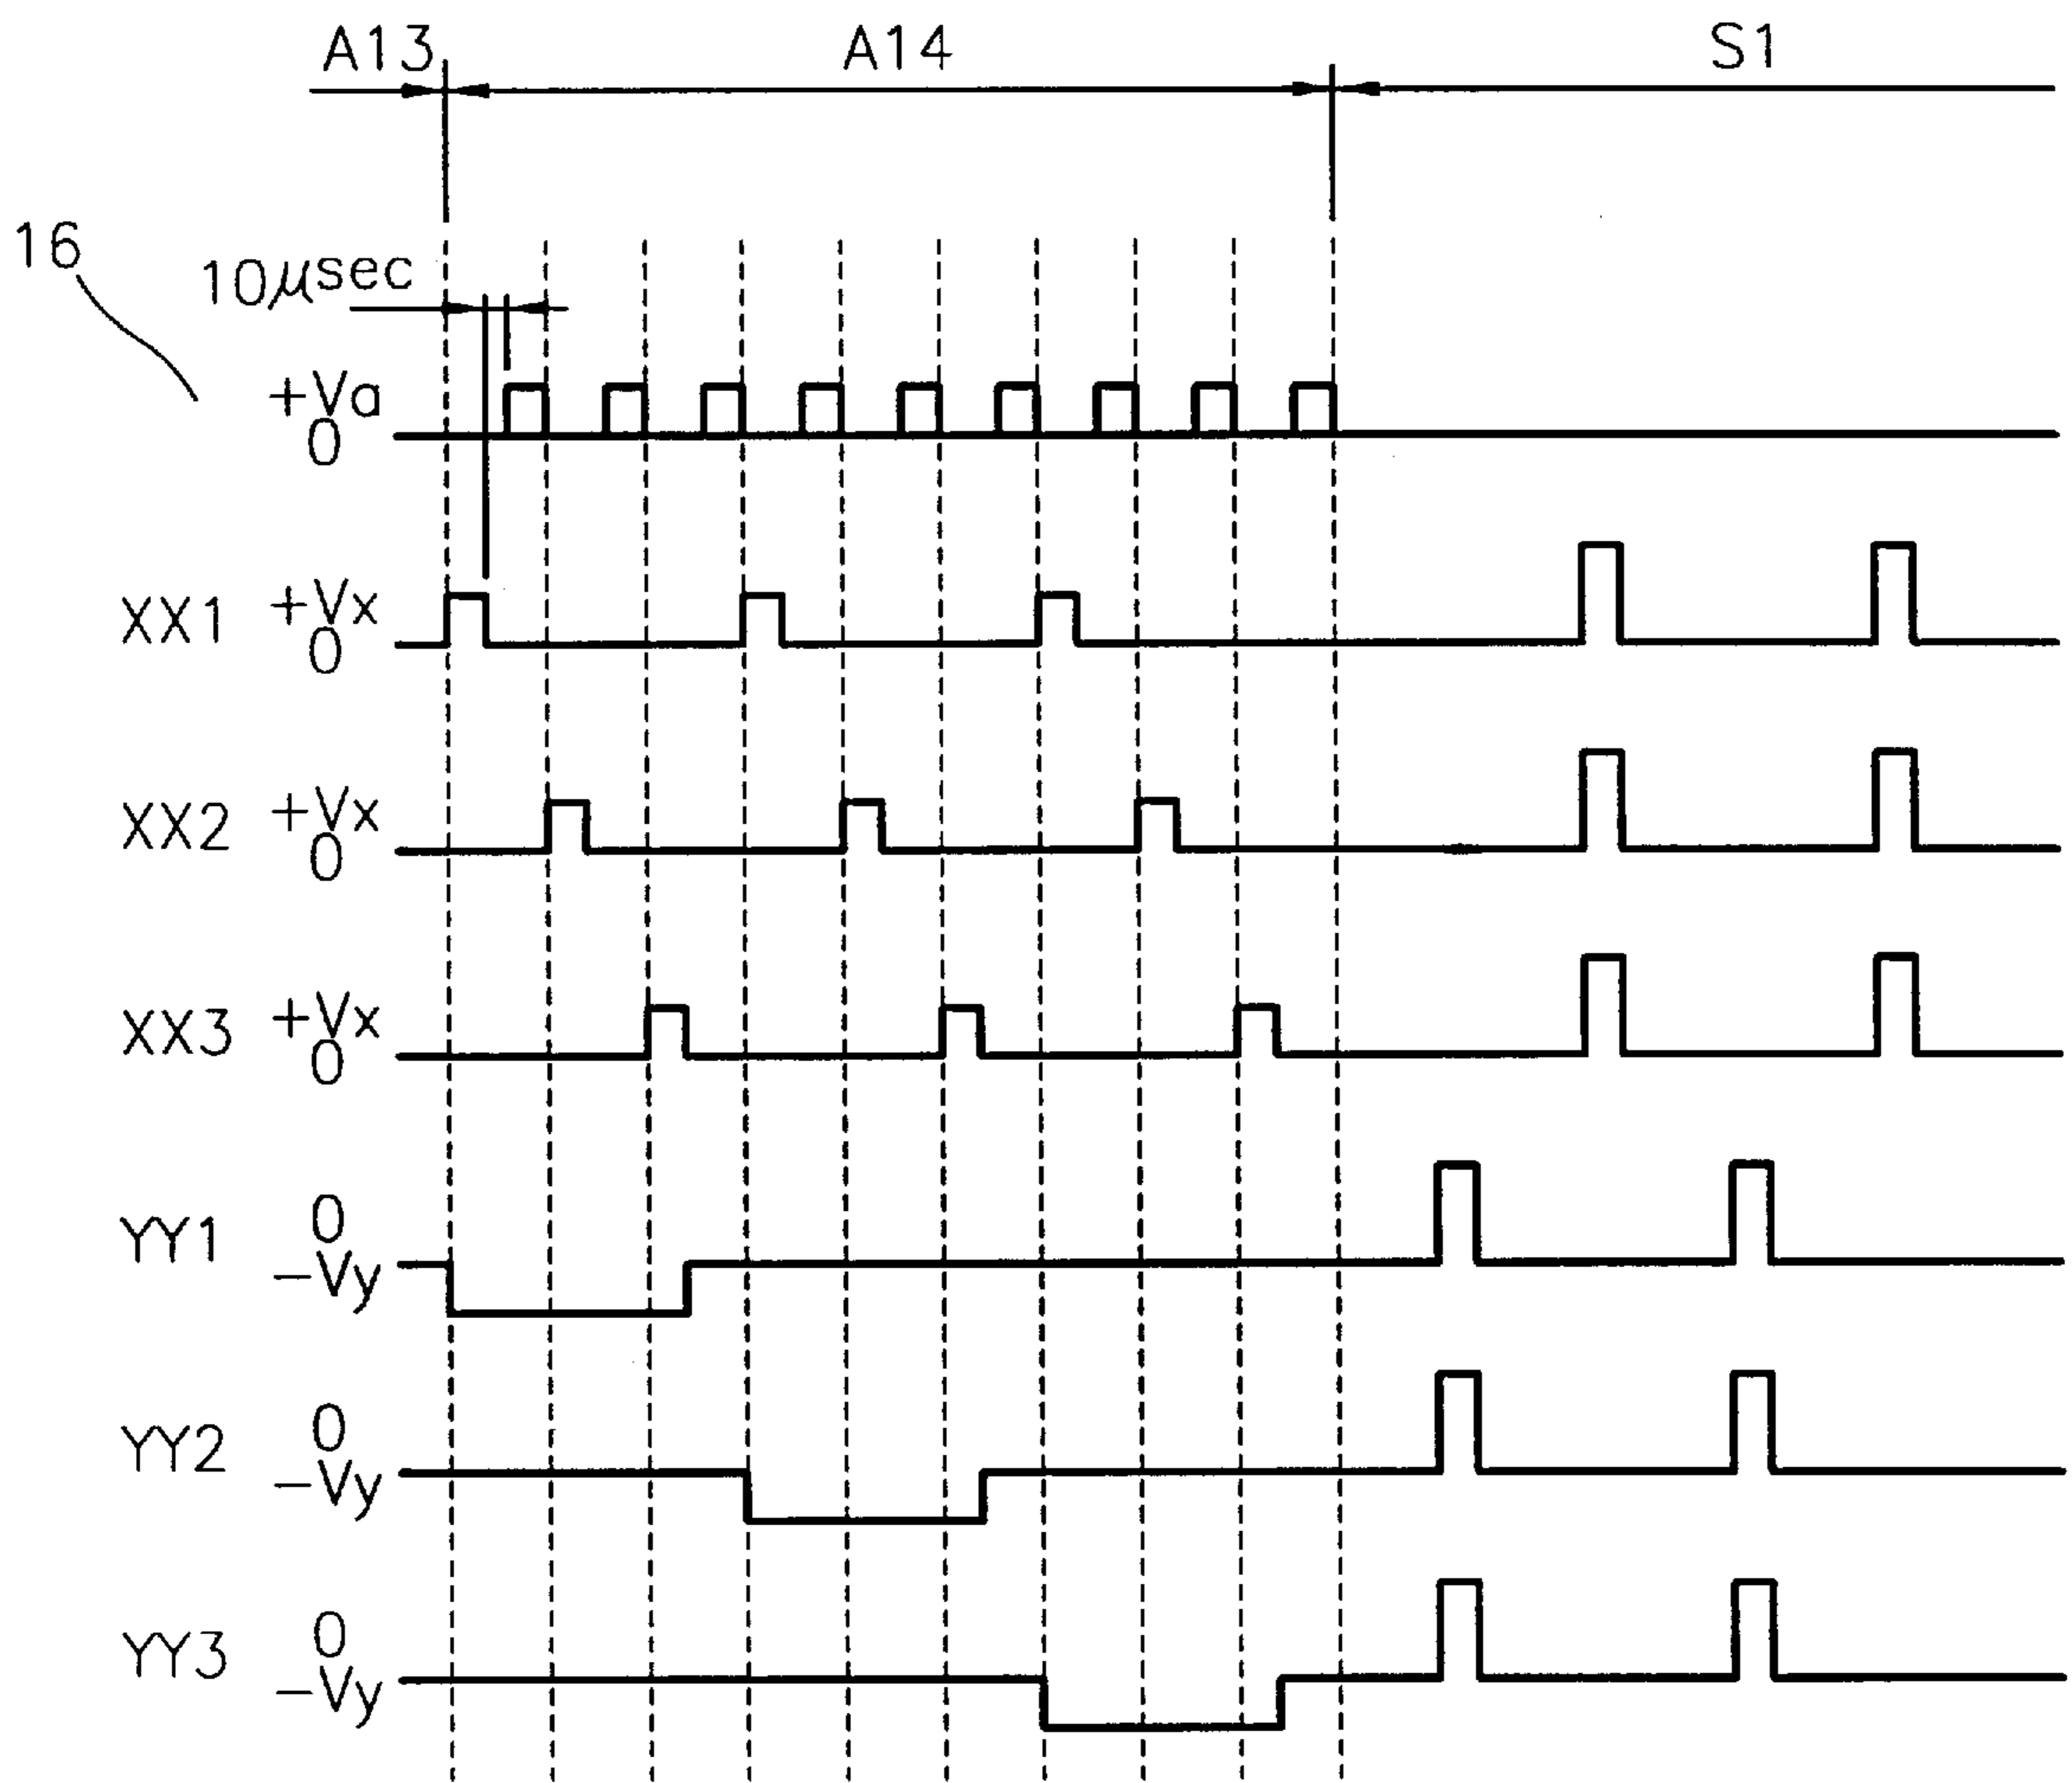 A13 A14 S1
16
10μsec
+Va
0
XX1 +Vx
0
XX2 +Vx
0
XX3 +Vx
0
YY1 0
-Vy
YY2 0
-Vy
YY3 0
-Vy